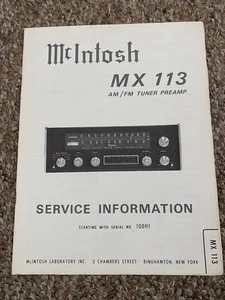 McIntosh
MX 113
AM/FM TUNER PREAMP
SERVICE INFORMATION
STARTING WITH SERIAL NO. 100H1
McINTOSH LABORATORY INC. 2 CHAMBERS STREET BINGHAMTON, NEW YORK
MX 113